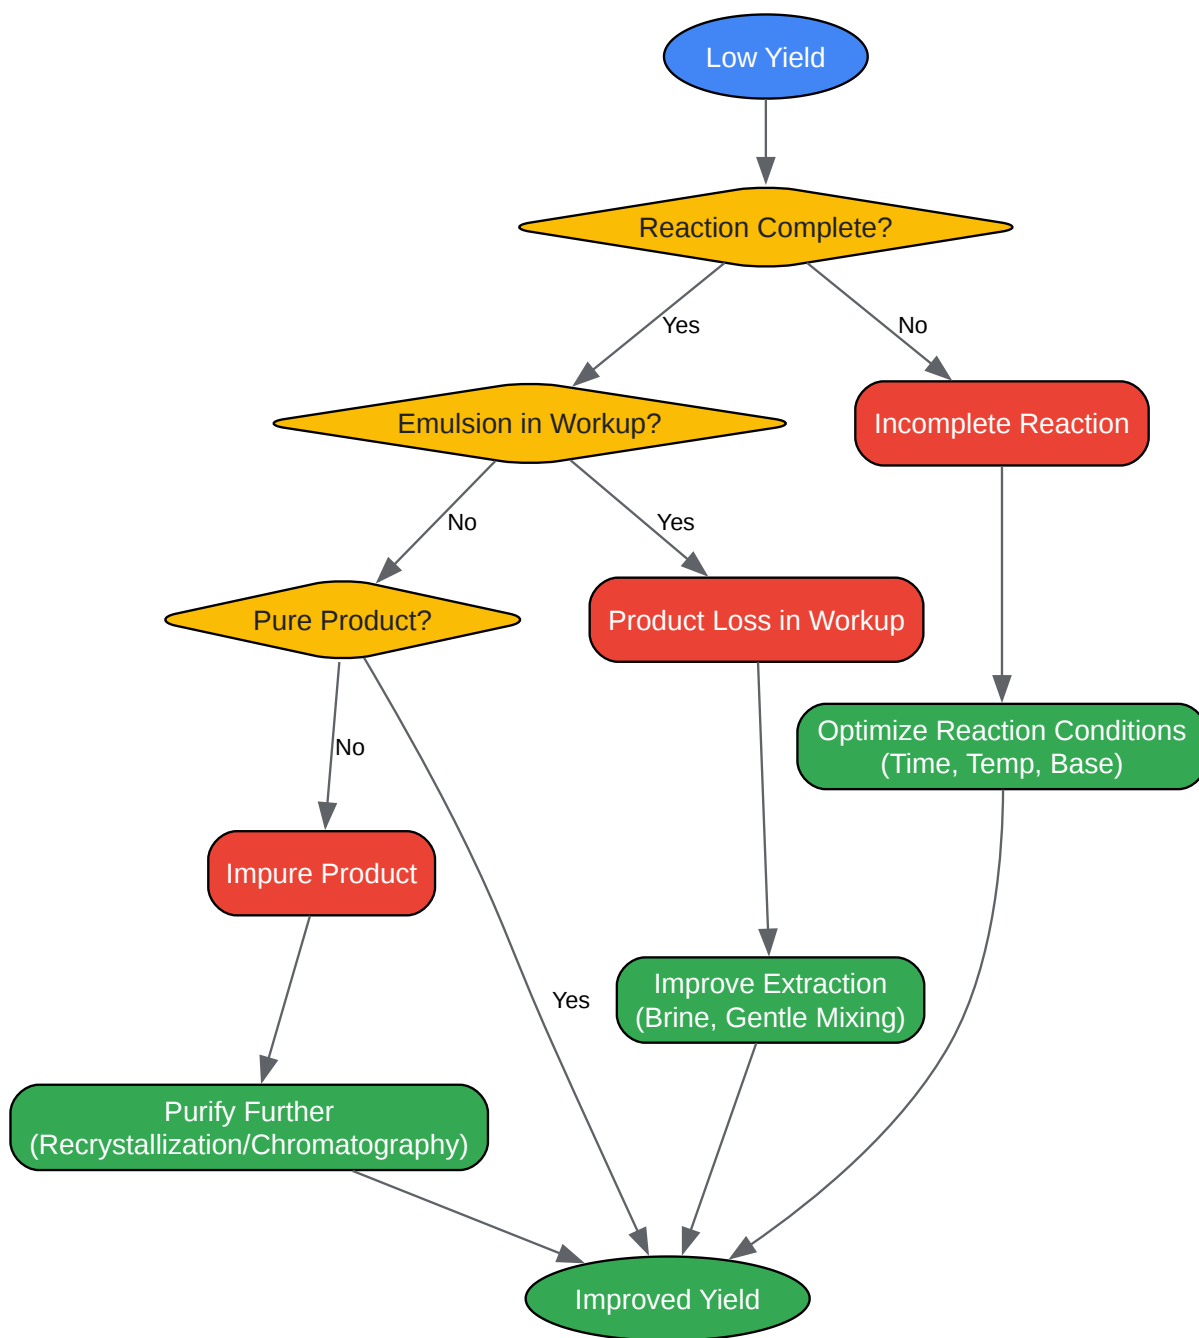 Low Yield
Reaction Complete?
Yes
No
Emulsion in Workup?
Incomplete Reaction
No
Yes
Pure Product?
Product Loss in Workup
Optimize Reaction Conditions
(Time, Temp, Base)
No
Impure Product
Yes
Improve Extraction
(Brine, Gentle Mixing)
Purify Further
(Recrystallization/Chromatography)
Improved Yield